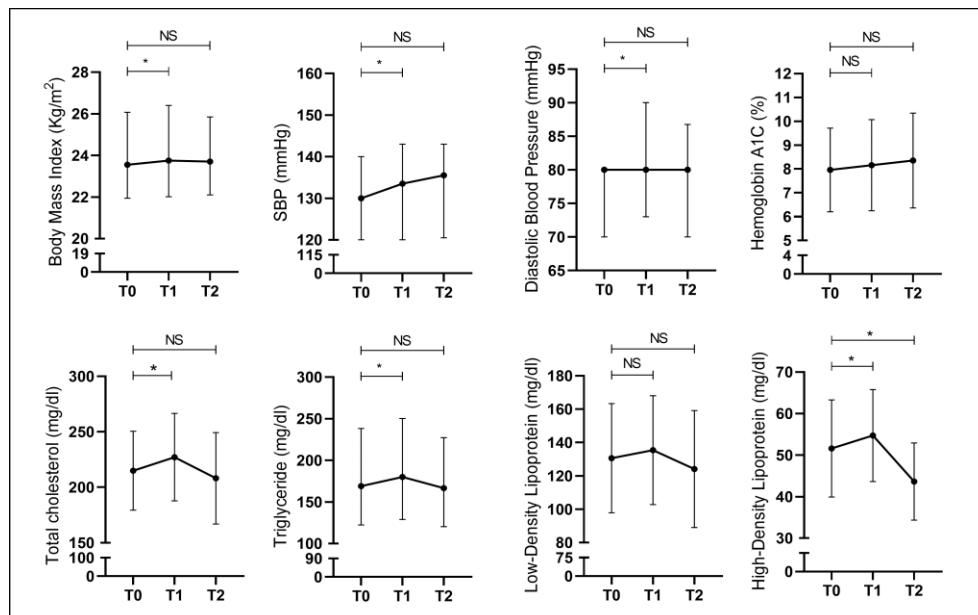 NS
*
Body Mass Index (Kg/m²)
28
26
24
22
20
19
0
T0 T1 T2
NS
*
SBP (mmHg)
160
150
140
130
120
115
0
T0 T1 T2
NS
*
Diastolic Blood Pressure (mmHg)
95
90
85
80
75
70
65
T0 T1 T2
NS
NS
Hemoglobin A1C (%)
12
11
10
9
8
7
6
5
4
0
T0 T1 T2
NS
*
Total cholesterol (mg/dl)
300
250
200
150
100
0
T0 T1 T2
NS
*
Triglyceride (mg/dl)
300
250
200
150
100
90
0
T0 T1 T2
NS
NS
Low-Density Lipoprotein (mg/dl)
180
160
140
120
100
80
75
0
T0 T1 T2
*
*
High-Density Lipoprotein (mg/dl)
70
60
50
40
30
20
0
T0 T1 T2